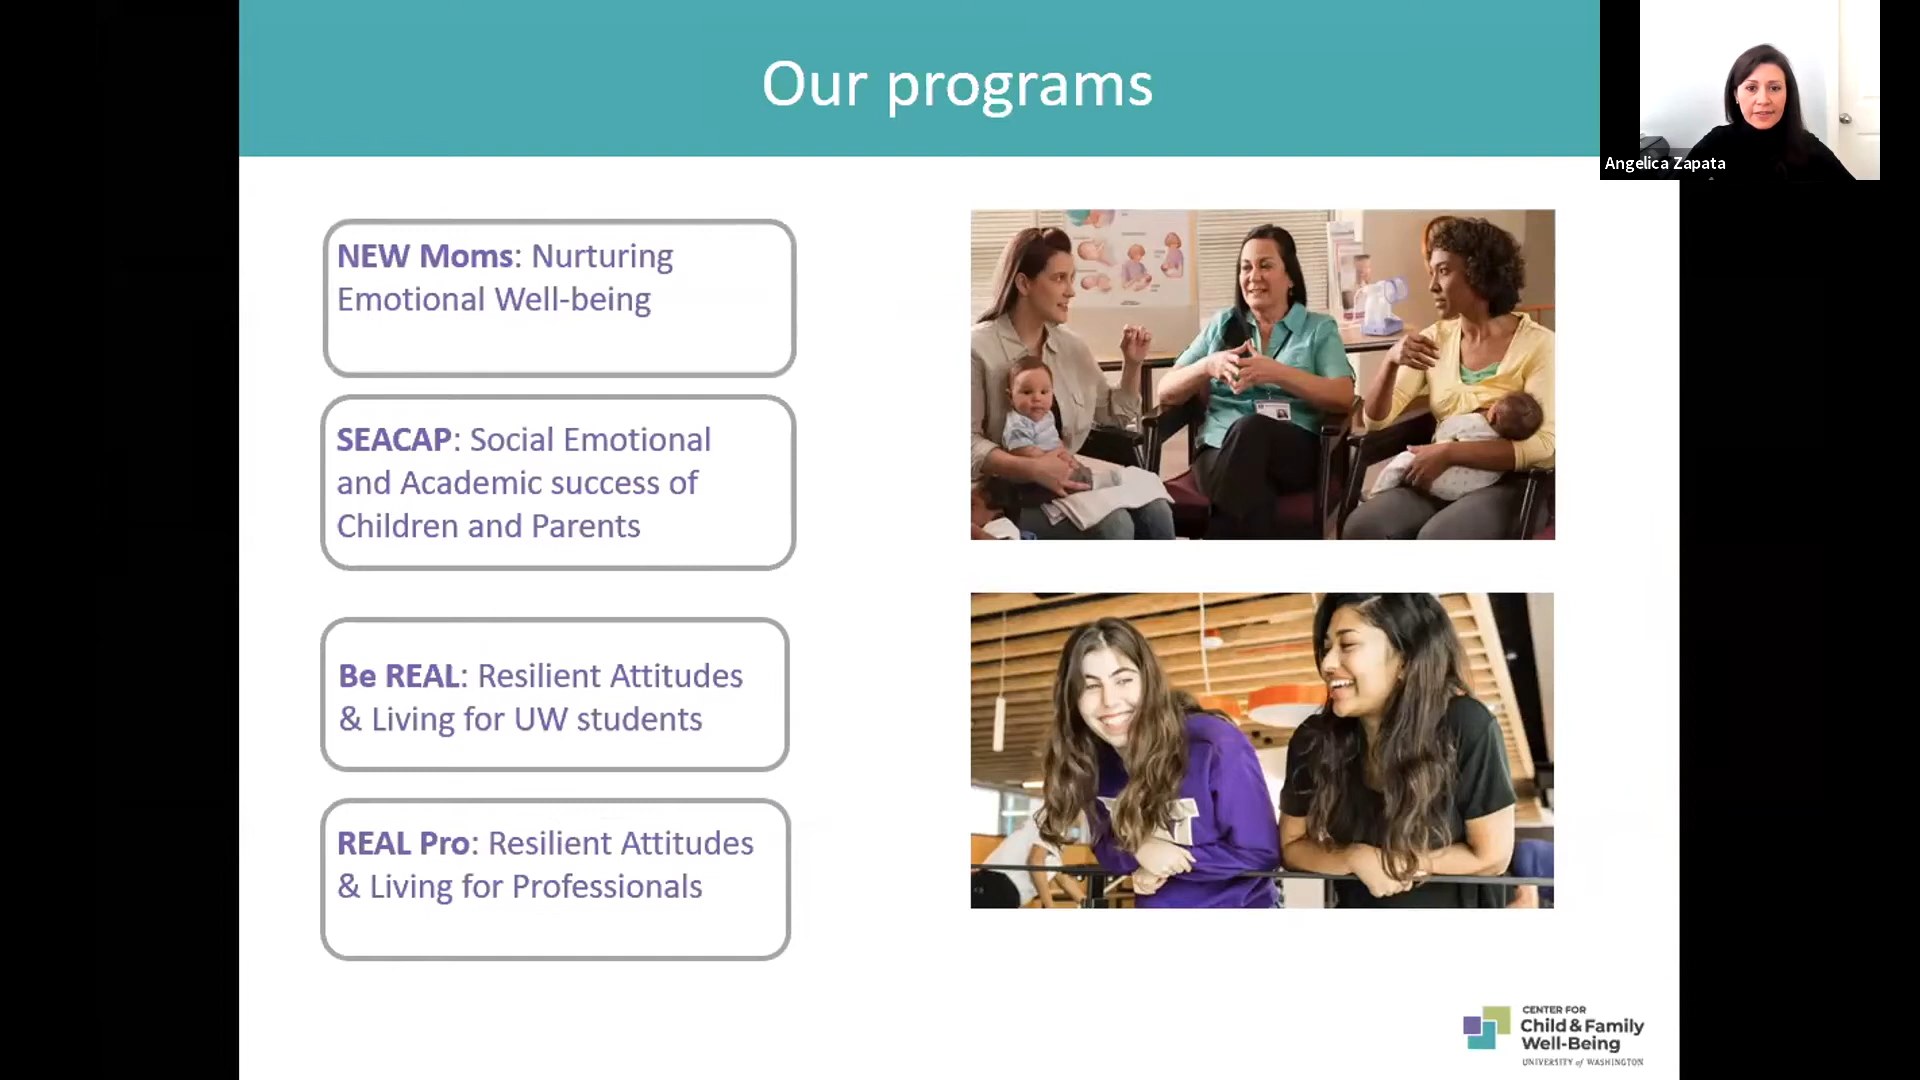 Our programs
Angelica Zapata
NEW Moms: Nurturing
Emotional Well-being
SEACAP: Social Emotional
and Academic success of
Children and Parents
Be REAL: Resilient Attitudes
& Living for UW students
REAL Pro: Resilient Attitudes
& Living for Professionals
CENTER FOR
Child & Family
Well-Being
UNIVERSITY of WASHINGTON